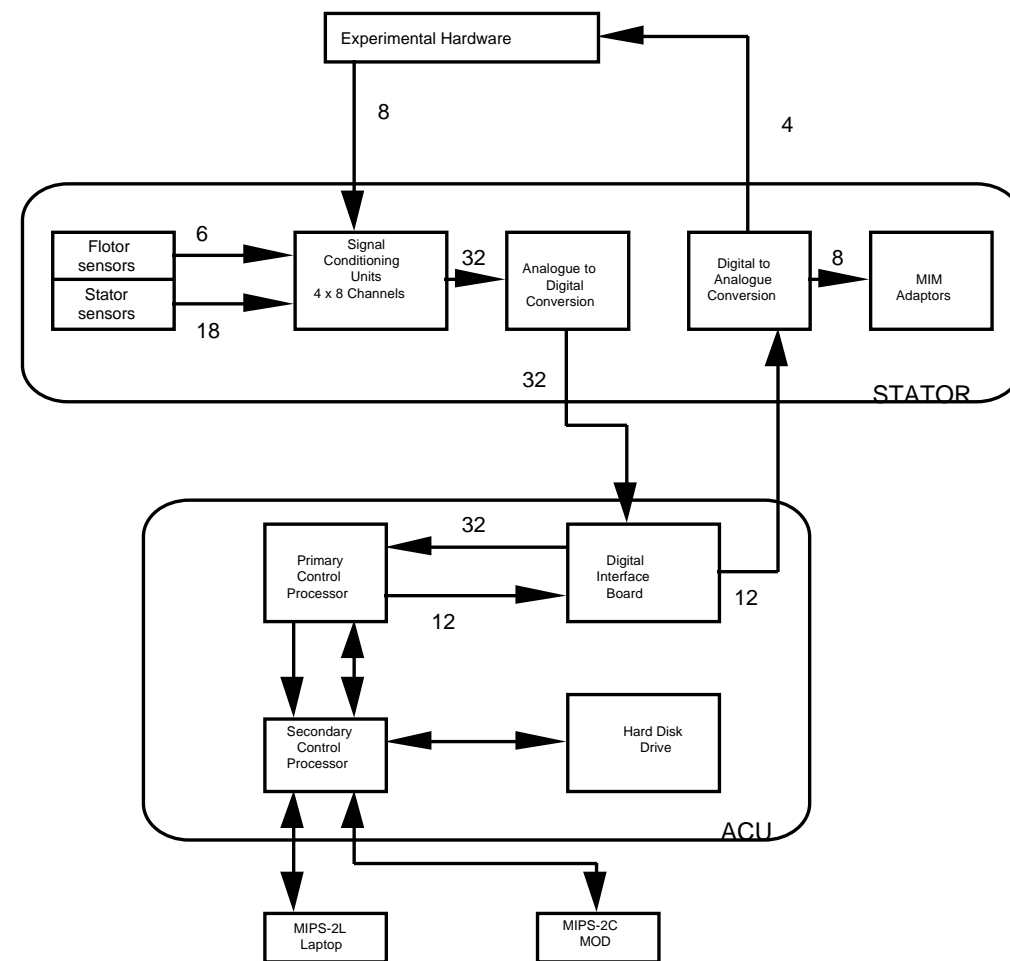 Experimental Hardware
8
4
Flotor
sensors
Stator
sensors
6
18
Signal
Conditioning
Units
4 x 8 Channels
32
Analogue to
Digital
Conversion
Digital to
Analogue
Conversion
8
MIM
Adaptors
32
STATOR
Primary
Control
Processor
32
12
Digital
Interface
Board
12
Secondary
Control
Processor
Hard Disk
Drive
ACU
MIPS-2L
Laptop
MIPS-2C
MOD